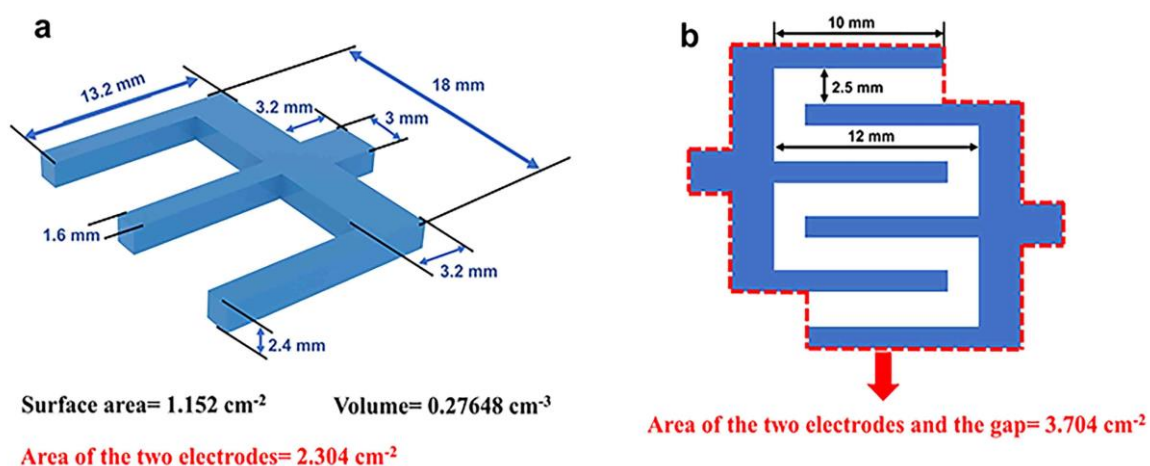 a
13.2 mm
3.2 mm
18 mm
3 mm
1.6 mm
3.2 mm
2.4 mm
Surface area= 1.152 cm⁻² Volume= 0.27648 cm⁻³
Area of the two electrodes= 2.304 cm⁻²
b
10 mm
2.5 mm
12 mm
Area of the two electrodes and the gap= 3.704 cm⁻²